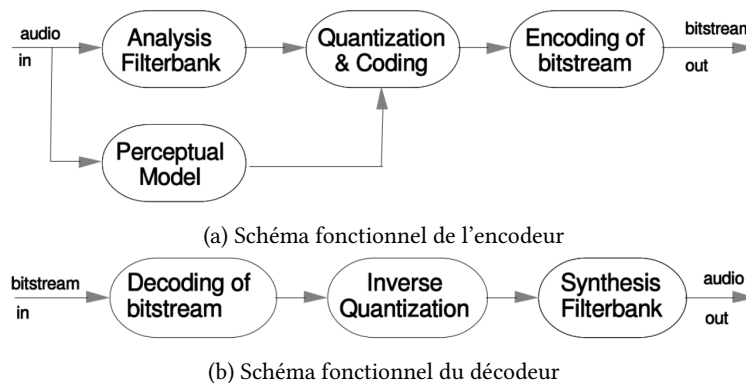 audio
in
Analysis
Filterbank
Quantization
& Coding
Encoding of
bitstream
bitstream
out
Perceptual
Model
(a) Schéma fonctionnel de l’encodeur
bitstream
in
Decoding of
bitstream
Inverse
Quantization
Synthesis
Filterbank
audio
out
(b) Schéma fonctionnel du décodeur